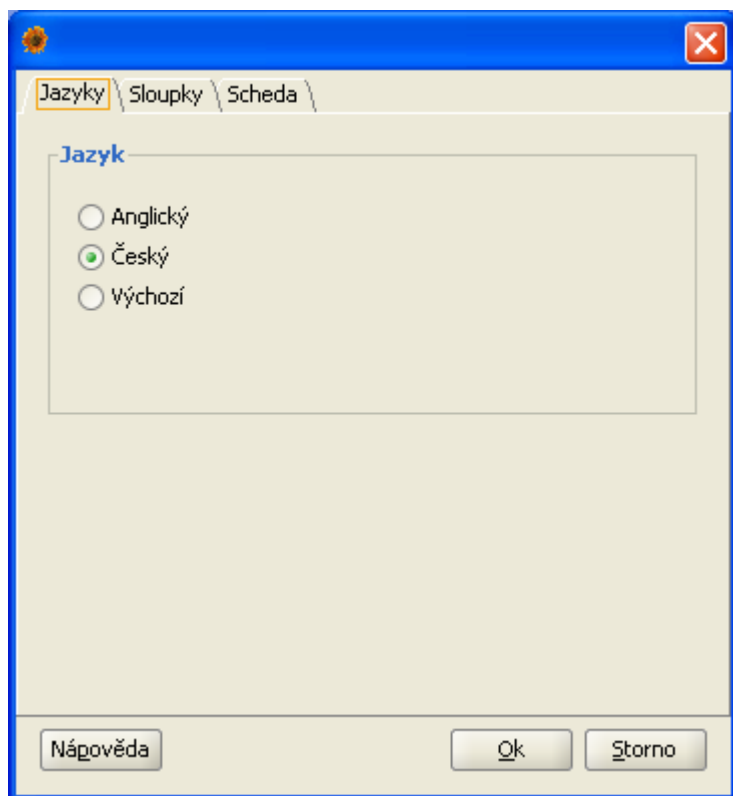 Jazyky Sloupky Scheda
Jazyk
Anglický
Český
Výchozí
Nápověda Ok Storno